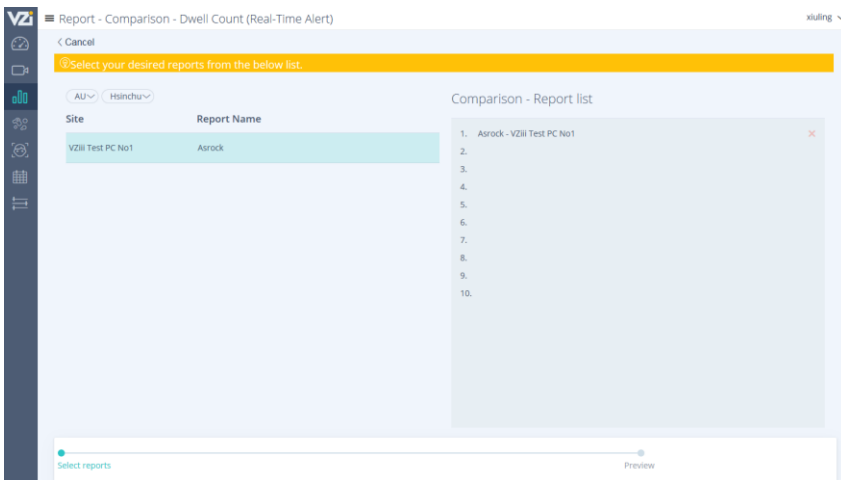 VZi
Report - Comparison - Dwell Count (Real-Time Alert)
xiuling
Cancel
Select your desired reports from the below list.
AU
Hsinchu
Site
Report Name
VZiii Test PC No1
Asrock
Comparison - Report list
1. Asrock - VZiii Test PC No1
2.
3.
4.
5.
6.
7.
8.
9.
10.
Select reports
Preview